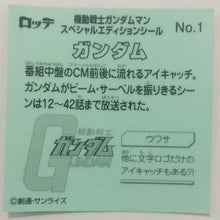 ロッテ
機動戦士ガンダムマン
スペシャルエディションシール
No.1
ガンダム
番組中盤のCM前後に流れるアイキャッチ。
ガンダムがビーム・サーベルを振りきるシー
ンは12〜42話まで放送された。
機動戦士
ガンダム
GUNDAM
ウワサ
他に文字ロゴだけの
アイキャッチもある?!
©創通・サンライズ